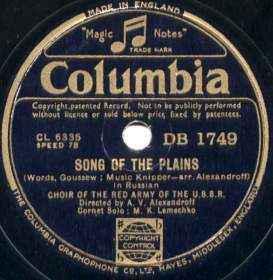 MADE IN ENGLAND
"Magic Notes"
TRADE MARK
Columbia
Copyright, patented Record. Not to be publicly performed
without licence or sold below price fixed by patentees.
CL 6335
SPEED 78
DB 1749
SONG OF THE PLAINS
(Words, Goussew; Music Knipper—arr. Alexandroff)
In Russian
CHOIR OF THE RED ARMY OF THE U.S.S.R.
Directed by A. V. Alexandroff
Cornet Solo; M. K. Lemechko
COPYRIGHT
CONTROL
THE COLUMBIA GRAPHOPHONE CO., LTD., HAYES, MIDDLESEX, ENGLAND